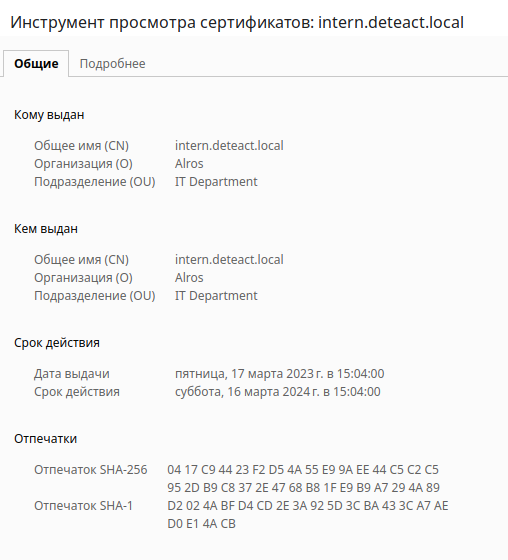 Инструмент просмотра сертификатов: intern.deteact.local
Общие Подробнее
Кому выдан
Общее имя (CN) intern.deteact.local
Организация (O) Alros
Подразделение (OU) IT Department
Кем выдан
Общее имя (CN) intern.deteact.local
Организация (O) Alros
Подразделение (OU) IT Department
Срок действия
Дата выдачи пятница, 17 марта 2023 г. в 15:04:00
Срок действия суббота, 16 марта 2024 г. в 15:04:00
Отпечатки
Отпечаток SHA-256 04 17 C9 44 23 F2 D5 4A 55 E9 9A EE 44 C5 C2 C5
95 2D B9 C8 37 2E 47 68 B8 1F E9 B9 A7 29 4A 89
Отпечаток SHA-1 D2 02 4A BF D4 CD 2E 3A 92 5D 3C BA 43 3C A7 AE
D0 E1 4A CB